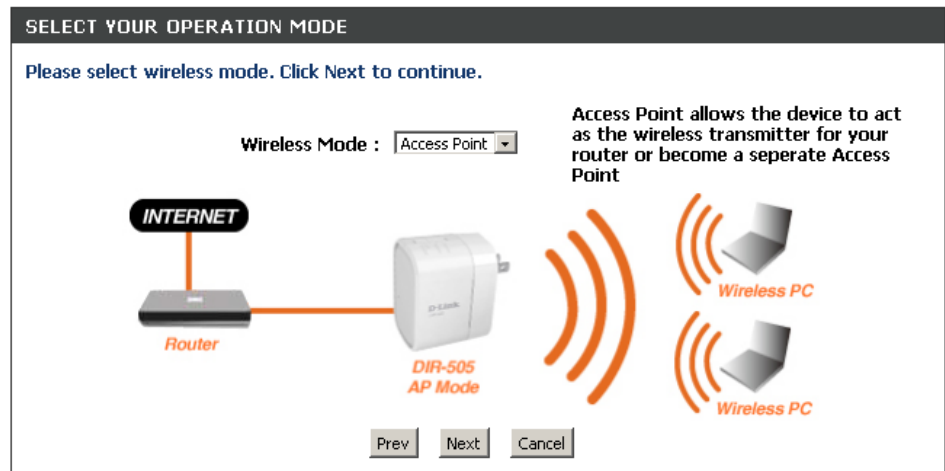 SELECT YOUR OPERATION MODE
Please select wireless mode. Click Next to continue.
Wireless Mode : Access Point
Access Point allows the device to act
as the wireless transmitter for your
router or become a seperate Access
Point
INTERNET
Router
D-Link
DIR-505
AP Mode
Wireless PC
Wireless PC
Prev
Next
Cancel